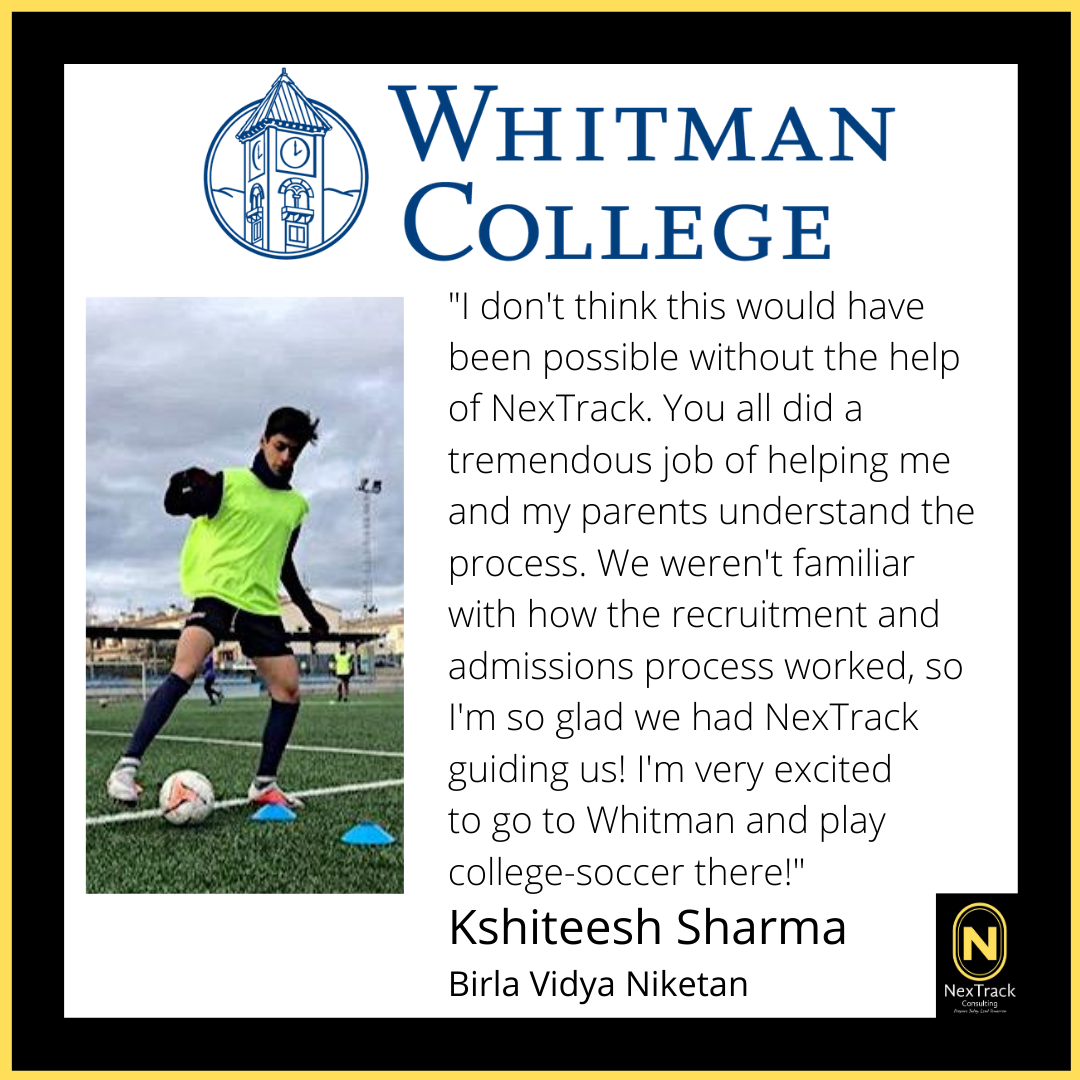 WHITMAN
COLLEGE
"I don't think this would have
been possible without the help
of NexTrack. You all did a
tremendous job of helping me
and my parents understand the
process. We weren't familiar
with how the recruitment and
admissions process worked, so
I'm so glad we had NexTrack
guiding us! I'm very excited
to go to Whitman and play
college-soccer there!"
Kshiteesh Sharma
Birla Vidya Niketan
N
NexTrack
Consulting